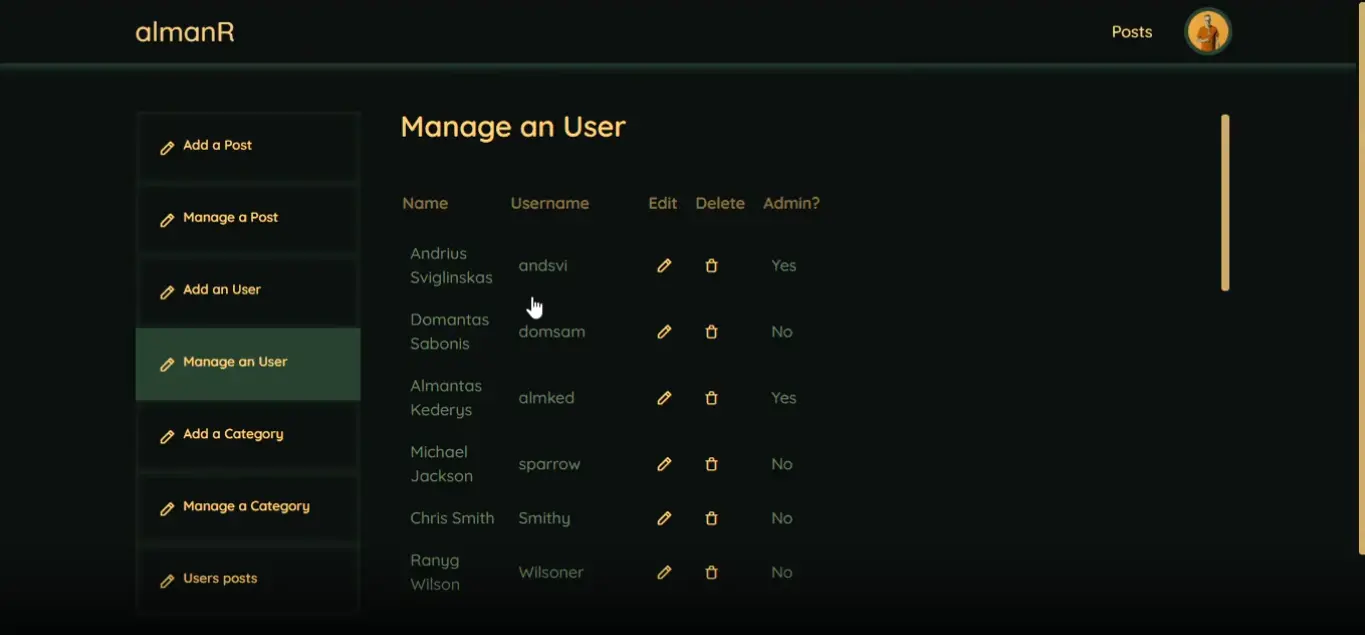 almanR
Posts
Add a Post
Manage a Post
Add an User
Manage an User
Add a Category
Manage a Category
Users posts
Manage an User
Name Username Edit Delete Admin?
Andrius
Sviglinskas
andsvi
Yes
Domantas
Sabonis
domsam
No
Almantas
Kederys
almked
Yes
Michael
Jackson
sparrow
No
Chris Smith Smithy No
Ranyg
Wilson
Wilsoner
No